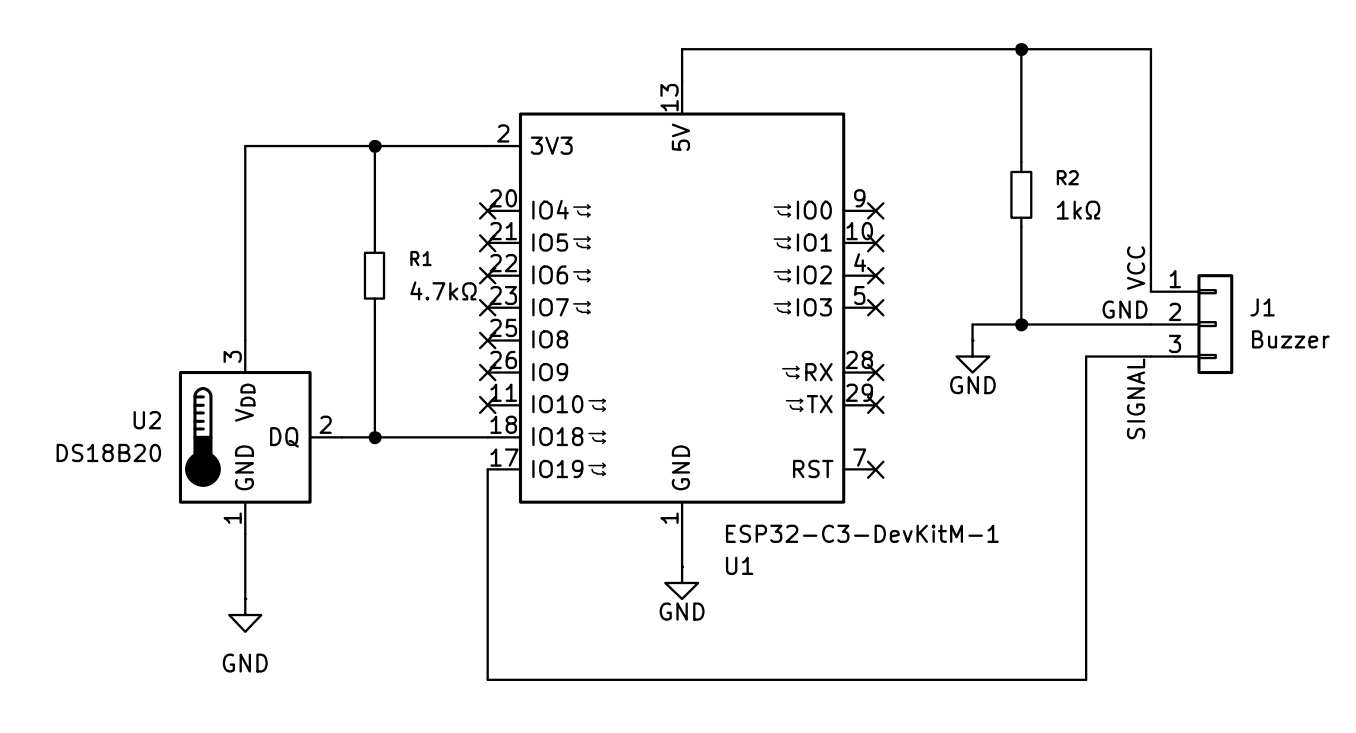 13
5V
2
3V3
20
IO4
21
IO5
22
IO6
23
IO7
25
IO8
26
IO9
11
IO10
18
IO18
17
IO19
9
IO0
10
IO1
4
IO2
5
IO3
28
RX
29
TX
7
RST
GND
1
GND
ESP32-C3-DevKitM-1
U1
R1
4.7kΩ
U2
DS18B20
3
VDD
DQ
2
GND
1
GND
R2
1kΩ
VCC
1
GND
2
3
SIGNAL
GND
J1
Buzzer